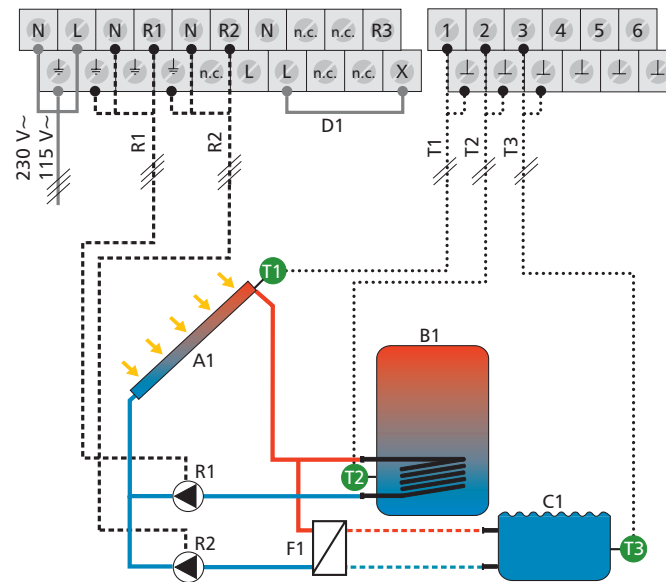 N L N R1 N R2 N n.c. n.c. R3
1 2 3 4 5 6
n.c. L L n.c. n.c. X
D1
230 V~
115 V~
R1
R2
T1
T2
T3
T1
A1
B1
T2
R1
C1
R2
F1
T3